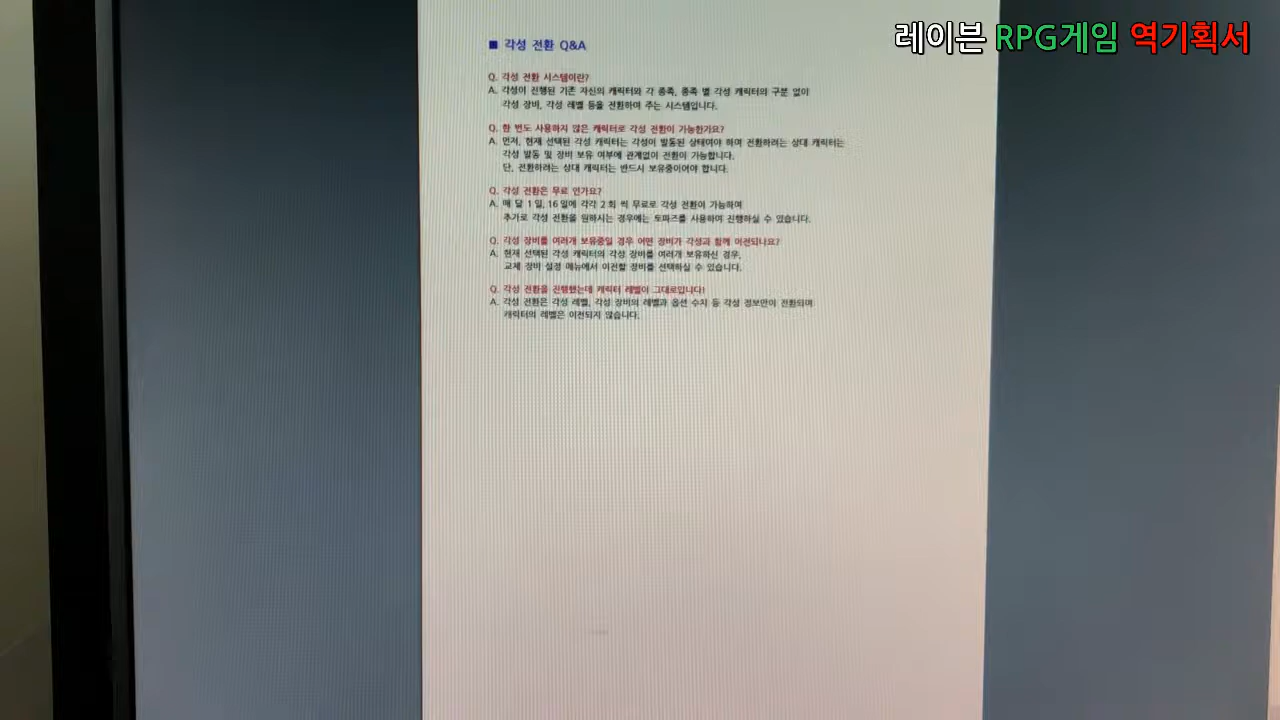 레이븐 RPG게임 역기획서
■ 각성 전환 Q&A
Q. 각성 전환 시스템이란?
A. 각성이 진행된 기존 자신의 캐릭터와 각 종족, 종족 별 각성 캐릭터의 구분 없이
각성 장비, 각성 레벨 등을 전환하여 주는 시스템입니다.
Q. 한 번도 사용하지 않은 캐릭터로 각성 전환이 가능한가요?
A. 먼저, 현재 선택된 각성 캐릭터는 각성이 발동된 상태여야 하며 전환하려는 상대 캐릭터는
각성 발동 및 장비 보유 여부에 관계없이 전환이 가능합니다.
단, 전환하려는 상대 캐릭터는 반드시 보유중이어야 합니다.
Q. 각성 전환은 무료 인가요?
A. 매 달 1일, 16일에 각각 2회 씩 무료로 각성 전환이 가능하며
추가로 각성 전환을 원하시는 경우에는 토파즈를 사용하여 진행하실 수 있습니다.
Q. 각성 장비를 여러개 보유중일 경우 어떤 장비가 각성과 함께 이전되나요?
A. 현재 선택된 각성 캐릭터의 각성 장비를 여러개 보유하신 경우,
교체 장비 설정 메뉴에서 이전할 장비를 선택하실 수 있습니다.
Q. 각성 전환을 진행했는데 캐릭터 레벨이 그대로입니다!
A. 각성 전환은 각성 레벨, 각성 장비의 레벨과 옵션 수치 등 각성 정보만이 전환되며
캐릭터의 레벨은 이전되지 않습니다.